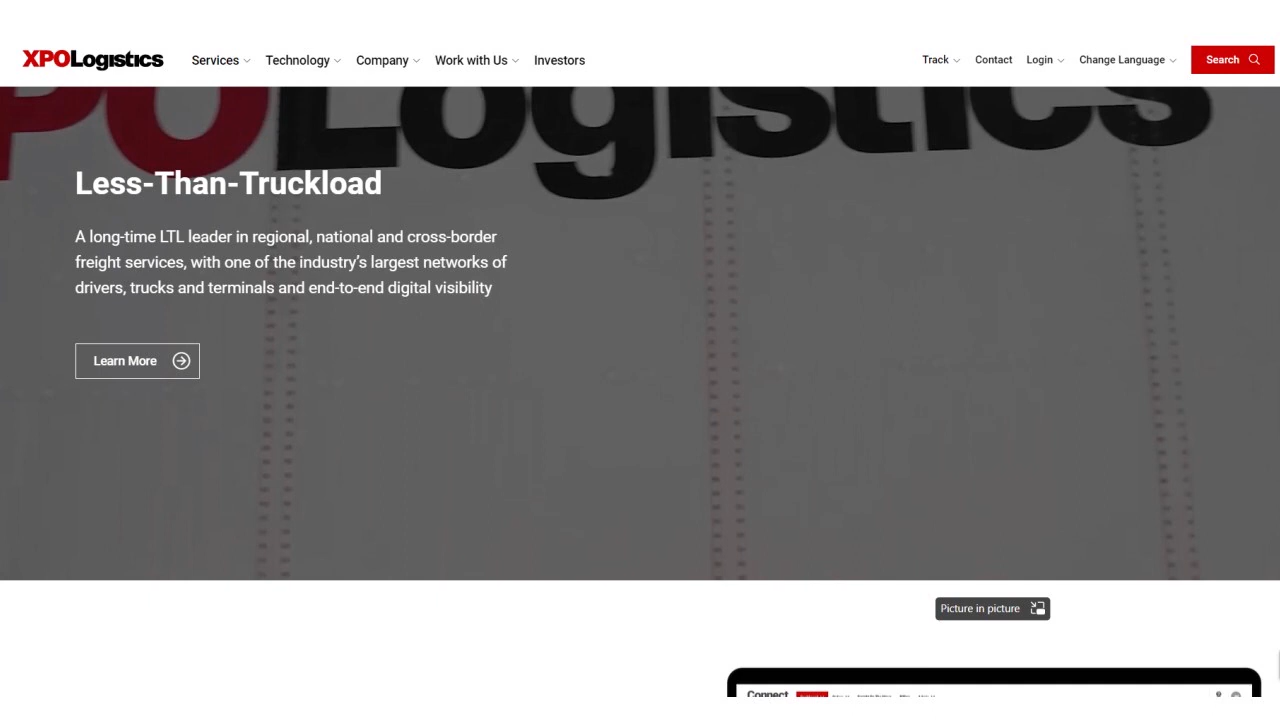 XPOLogistics Services Technology Company Work with Us Investors Track Contact Login Change Language Search
POLogistics
Less-Than-Truckload
A long-time LTL leader in regional, national and cross-border
freight services, with one of the industry's largest networks of
drivers, trucks and terminals and end-to-end digital visibility
Learn More
Picture in picture
Connect